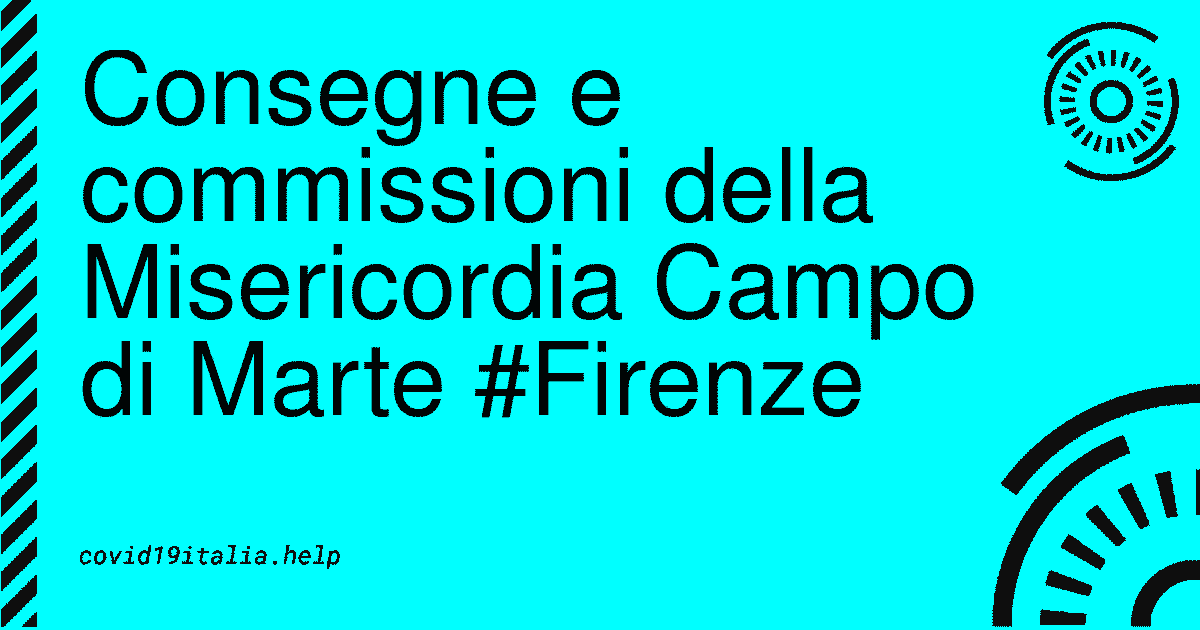 Consegne e
commissioni della
Misericordia Campo
di Marte #Firenze
covid19italia.help